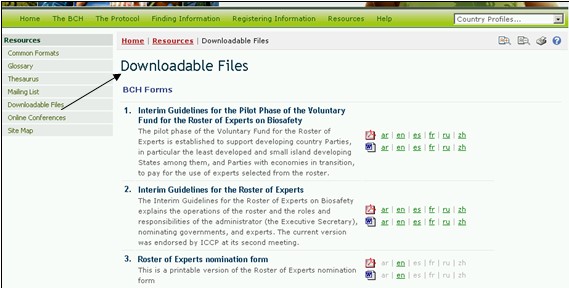 Home The BCH The Protocol Finding Information Registering Information Resources Help Country Profiles...
Resources
Common Formats
Glossary
Thesaurus
Mailing List
Downloadable Files
Online Conferences
Site Map
Home | Resources | Downloadable Files
Downloadable Files
BCH Forms
1. Interim Guidelines for the Pilot Phase of the Voluntary
Fund for the Roster of Experts on Biosafety
The pilot phase of the Voluntary Fund for the Roster of
Experts is established to support developing country Parties,
in particular the least developed and small island developing
States among them, and Parties with economies in transition,
to pay for the use of experts selected from the roster.
ar | en | es | fr | ru | zh
ar | en | es | fr | ru | zh
2. Interim Guidelines for the Roster of Experts
The Interim Guidelines for the Roster of Experts on Biosafety
explains the operations of the roster and the roles and
responsibilities of the administrator (the Executive Secretary),
nominating governments, and experts. The current version
was endorsed by ICCP at its second meeting.
ar | en | es | fr | ru | zh
ar | en | es | fr | ru | zh
3. Roster of Experts nomination form
This is a printable version of the Roster of Experts nomination
form
ar | en | es | fr | ru | zh
ar | en | es | fr | ru | zh